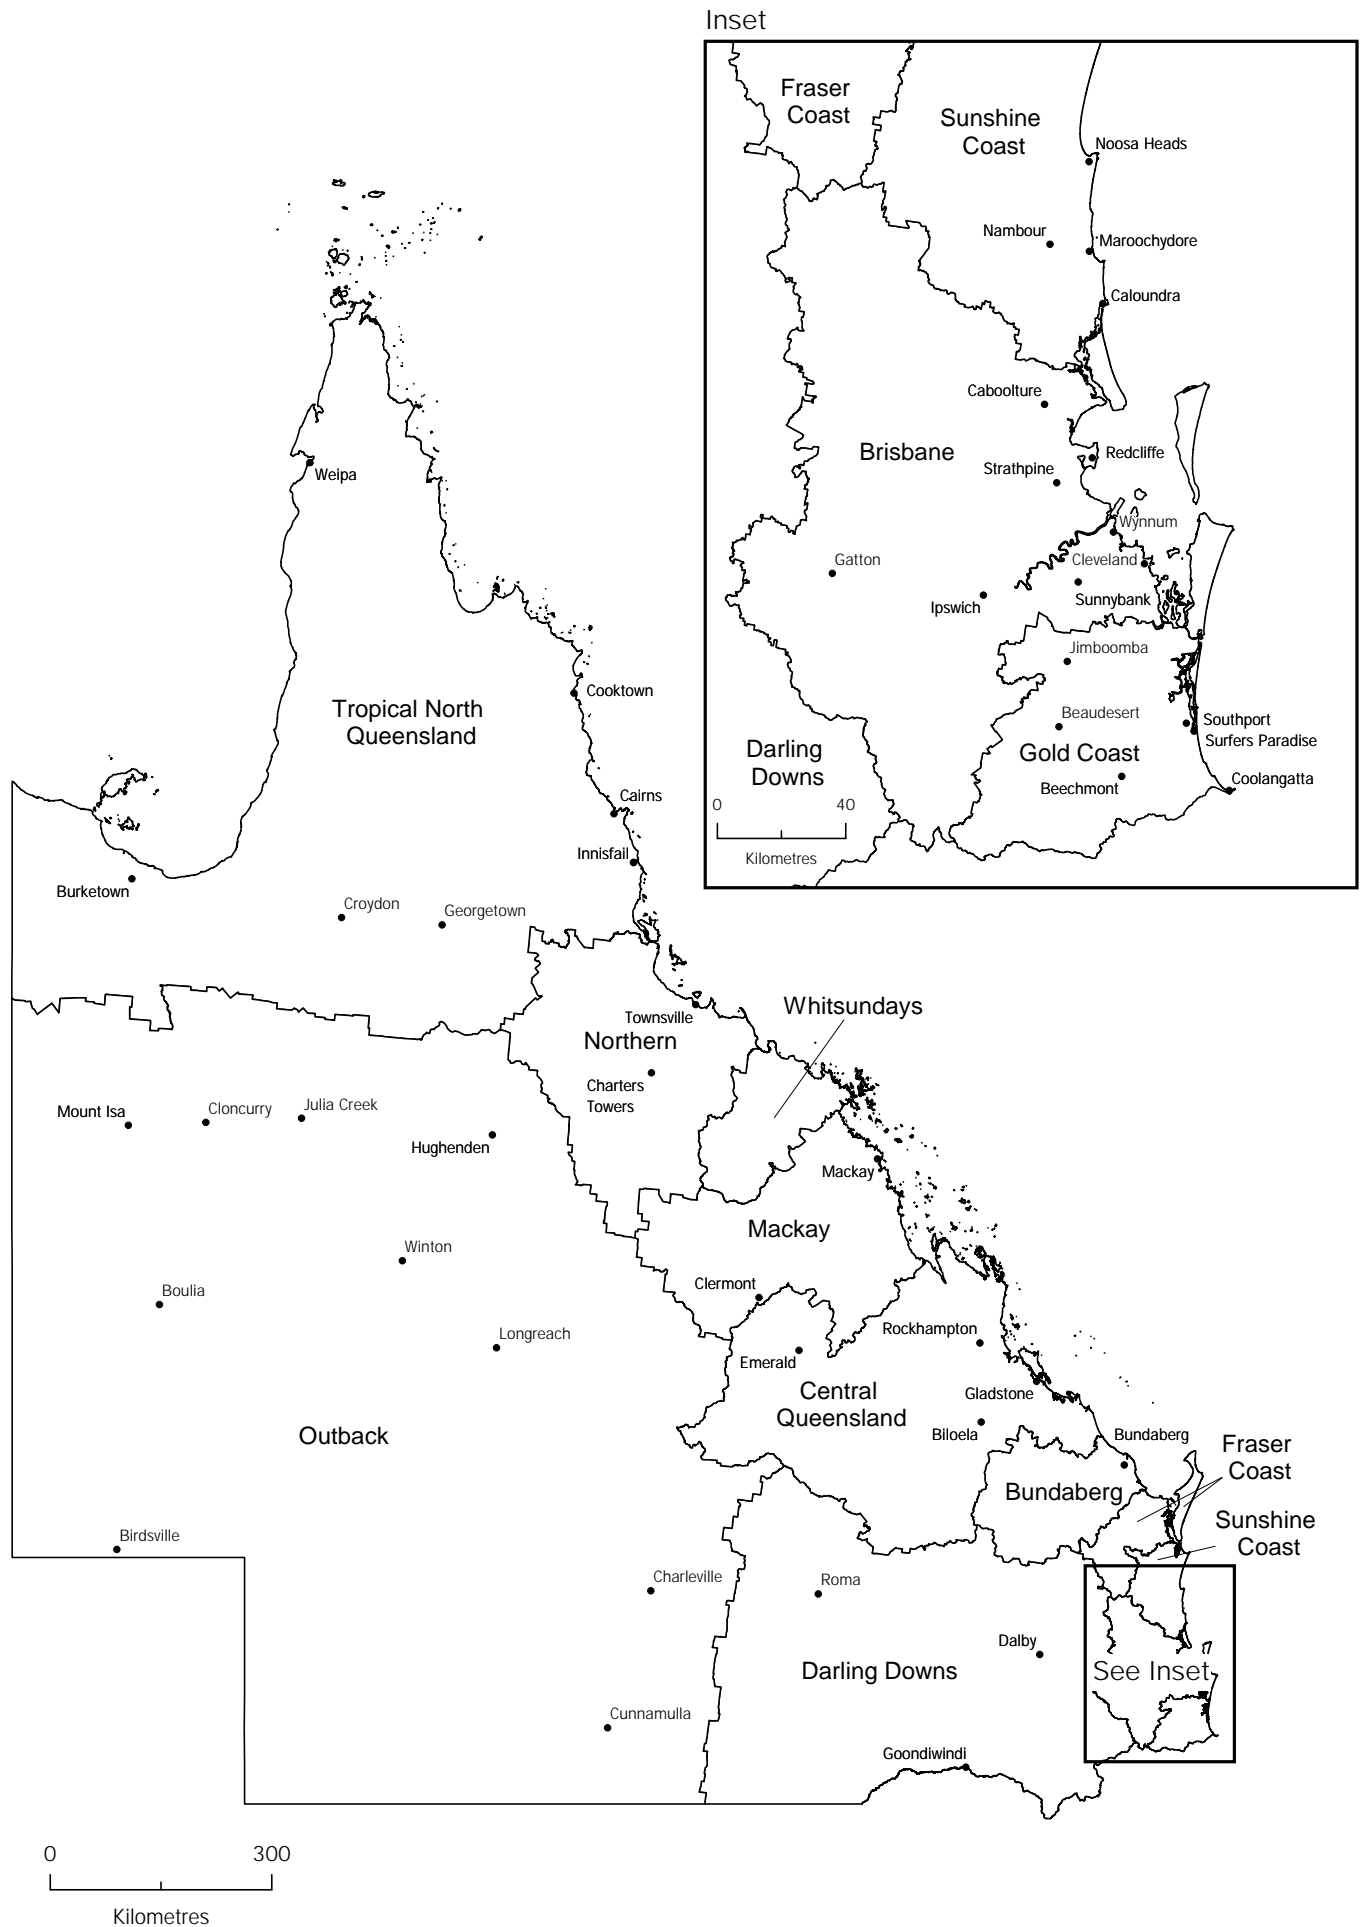 Inset
Fraser
Coast
Sunshine
Coast
Noosa Heads
Nambour
Maroochydore
Caloundra
Caboolture
Brisbane
Redcliffe
Strathpine
Wynnum
Gatton
Cleveland
Ipswich
Sunnybank
Jimboomba
Beaudesert
Southport
Surfers Paradise
Darling
Downs
Gold Coast
Beechmont
Coolangatta
0 40
Kilometres
Weipa
Cooktown
Tropical North
Queensland
Cairns
Innisfail
Burketown
Croydon
Georgetown
Whitsundays
Townsville
Northern
Charters
Towers
Mount Isa
Cloncurry
Julia Creek
Hughenden
Mackay
Mackay
Winton
Boulia
Clermont
Longreach
Rockhampton
Emerald
Central
Queensland
Gladstone
Biloela
Outback
Bundaberg
Fraser
Coast
Bundaberg
Sunshine
Coast
Birdsville
Charleville
Roma
Dalby
Darling Downs
See Inset
Cunnamulla
Goondiwindi
0 300
Kilometres